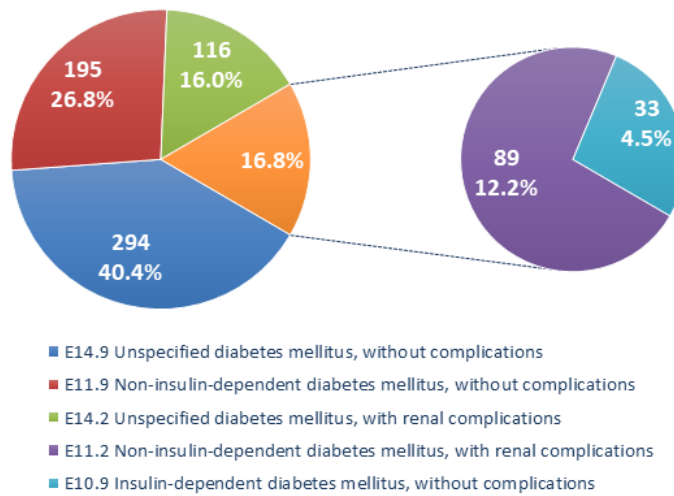 195
26.8%
116
16.0%
16.8%
294
40.4%
89
12.2%
33
4.5%
E14.9 Unspecified diabetes mellitus, without complications
E11.9 Non-insulin-dependent diabetes mellitus, without complications
E14.2 Unspecified diabetes mellitus, with renal complications
E11.2 Non-insulin-dependent diabetes mellitus, with renal complications
E10.9 Insulin-dependent diabetes mellitus, without complications